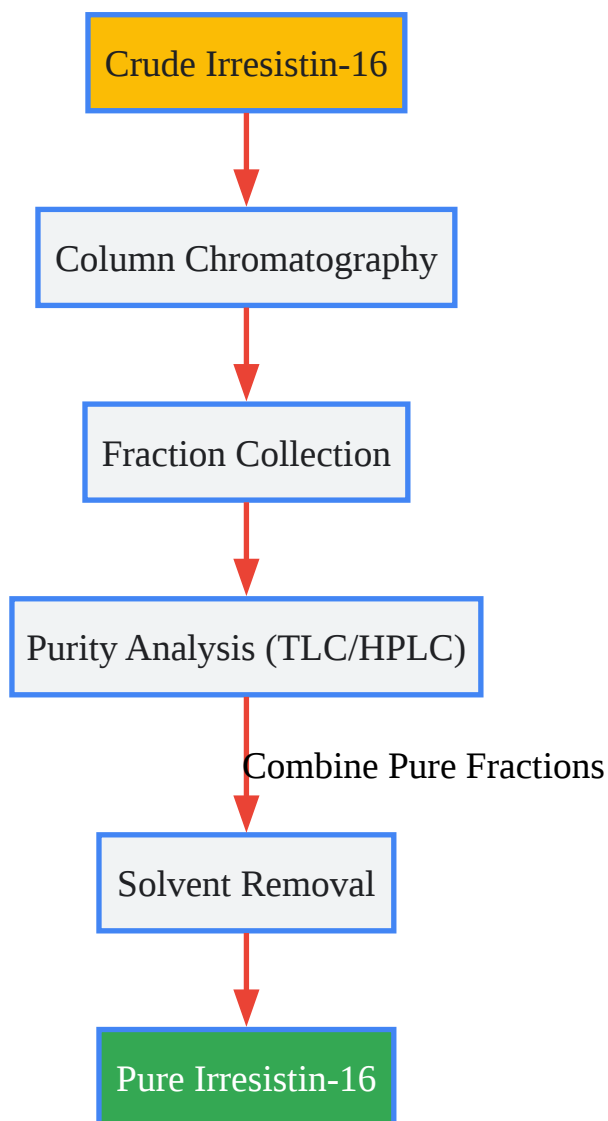 Crude Irresistin-16
Column Chromatography
Fraction Collection
Purity Analysis (TLC/HPLC)
Combine Pure Fractions
Solvent Removal
Pure Irresistin-16